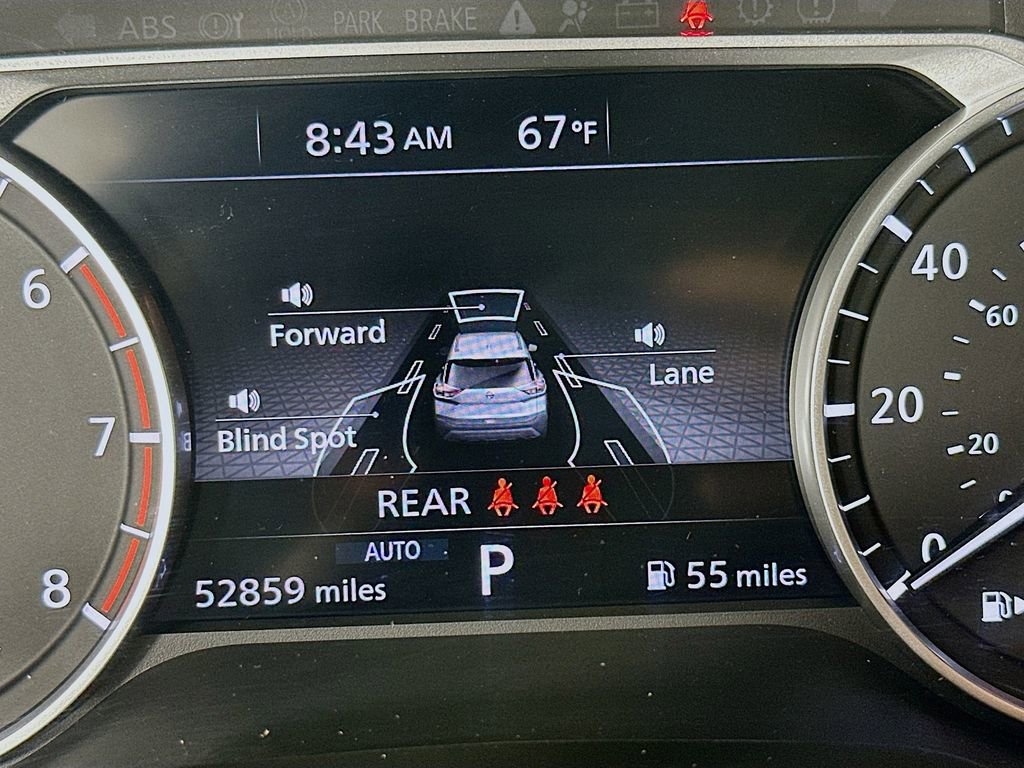 ABS
HOLD
PARK BRAKE
8:43 AM 67°F
Forward
Lane
Blind Spot
REAR
AUTO
P
52859 miles
55 miles
6
7
8
40
60
20
20
0